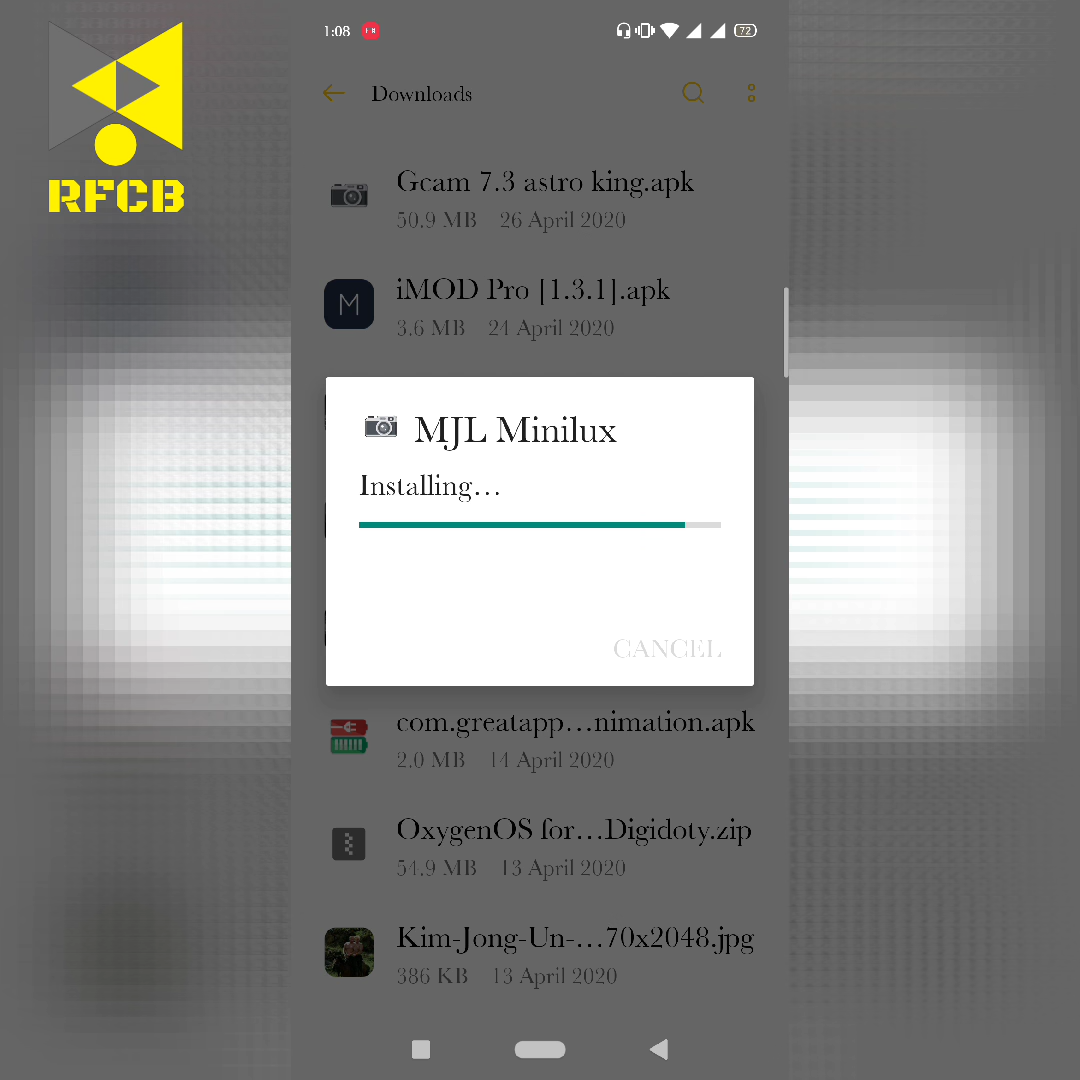 RFCB
1:08
72
Downloads
Gcam 7.3 astro king.apk
50.9 MB 26 April 2020
iMOD Pro [1.3.1].apk
3.6 MB 24 April 2020
MJL Minilux
Installing…
CANCEL
com.greatapp…nimation.apk
2.0 MB 14 April 2020
OxygenOS for…Digidoty.zip
54.9 MB 13 April 2020
Kim-Jong-Un-…70x2048.jpg
386 KB 13 April 2020